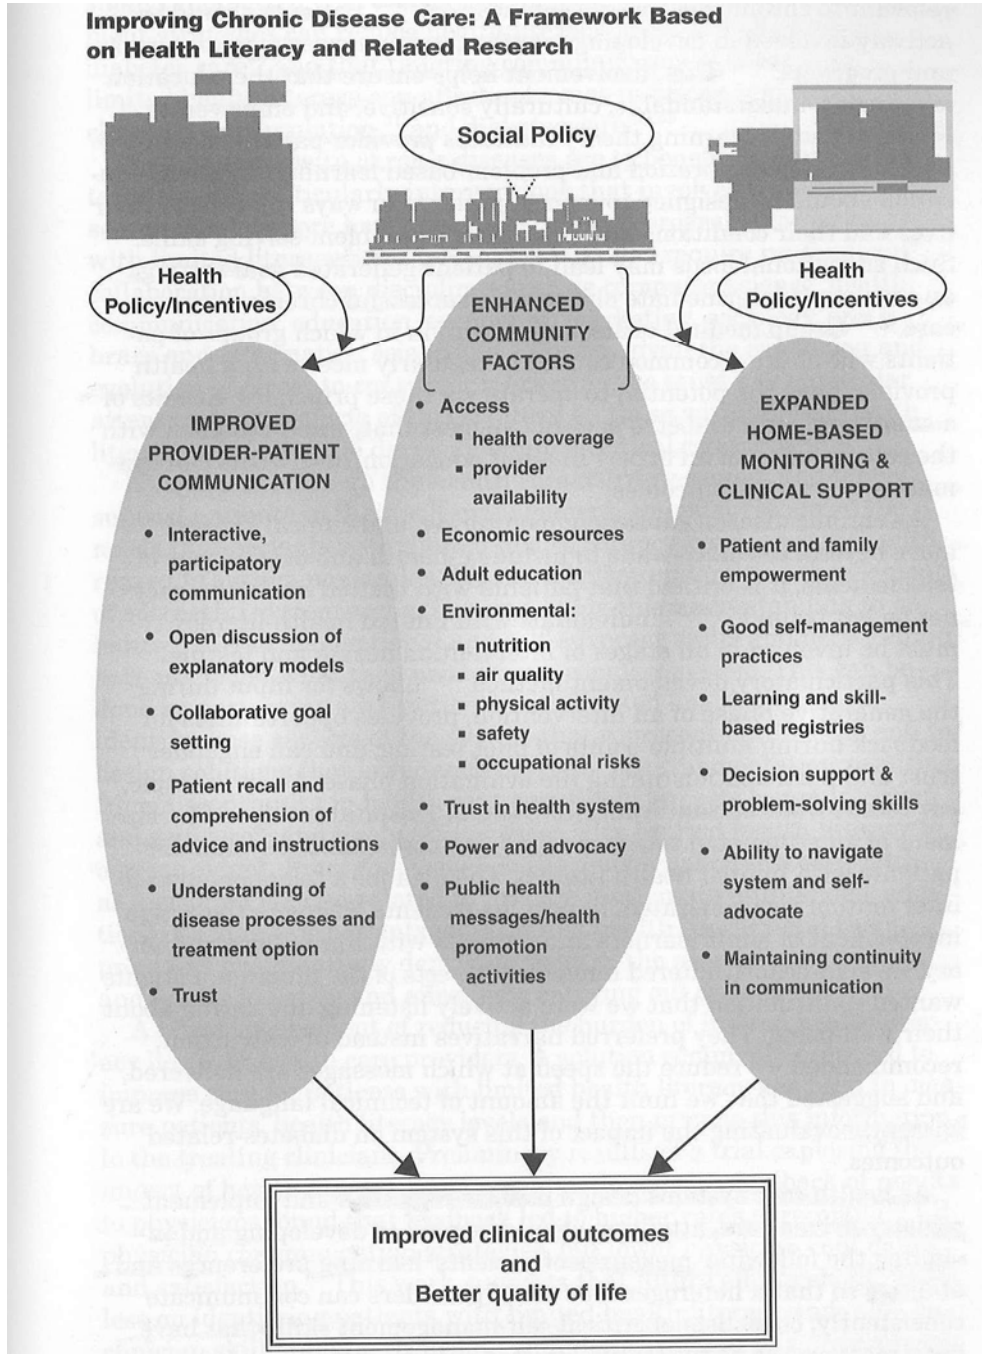 Improving Chronic Disease Care: A Framework Based
on Health Literacy and Related Research
Social Policy
Health
Policy/Incentives
Health
Policy/Incentives
IMPROVED
PROVIDER-PATIENT
COMMUNICATION
• Interactive,
participatory
communication
• Open discussion of
explanatory models
• Collaborative goal
setting
• Patient recall and
comprehension of
advice and instructions
• Understanding of
disease processes and
treatment option
• Trust
ENHANCED
COMMUNITY
FACTORS
• Access
▪ health coverage
▪ provider
availability
• Economic resources
• Adult education
• Environmental:
▪ nutrition
▪ air quality
▪ physical activity
▪ safety
▪ occupational risks
• Trust in health system
• Power and advocacy
• Public health
messages/health
promotion
activities
EXPANDED
HOME-BASED
MONITORING &
CLINICAL SUPPORT
• Patient and family
empowerment
• Good self-management
practices
• Learning and skill-
based registries
• Decision support &
problem-solving skills
• Ability to navigate
system and self-
advocate
• Maintaining continuity
in communication
Improved clinical outcomes
and
Better quality of life